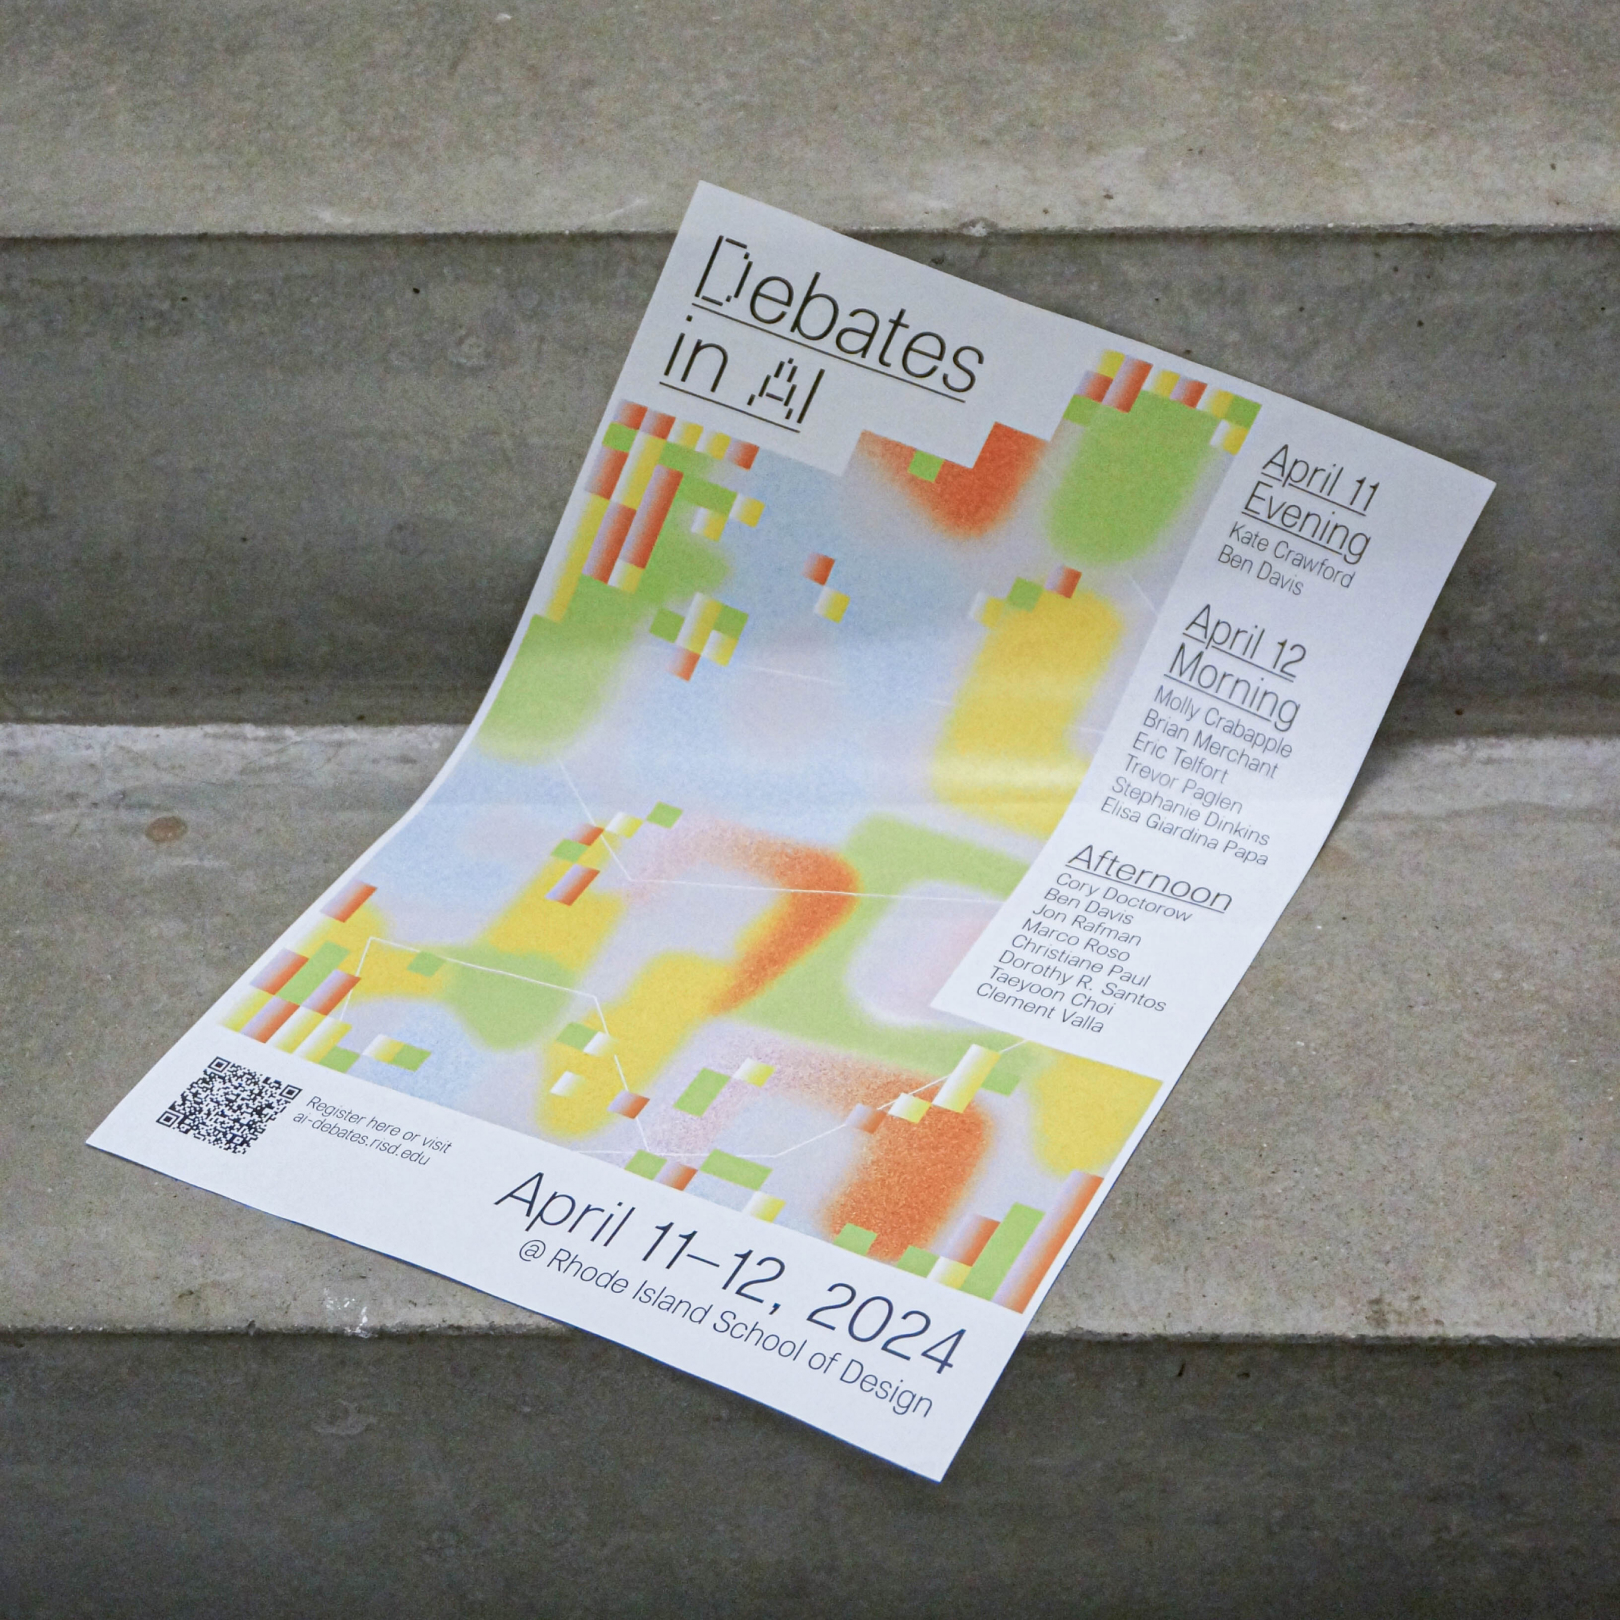 Debates
in AI
April 11
Evening
Kate Crawford
Ben Davis
April 12
Morning
Molly Crabapple
Brian Merchant
Eric Telfort
Trevor Paglen
Stephanie Dinkins
Elisa Giardina Papa
Afternoon
Cory Doctorow
Ben Davis
Jon Rafman
Marco Roso
Christiane Paul
Dorothy R. Santos
Taeyoon Choi
Clement Valla
Register here or visit
ai-debates.risd.edu
April 11–12, 2024
@ Rhode Island School of Design